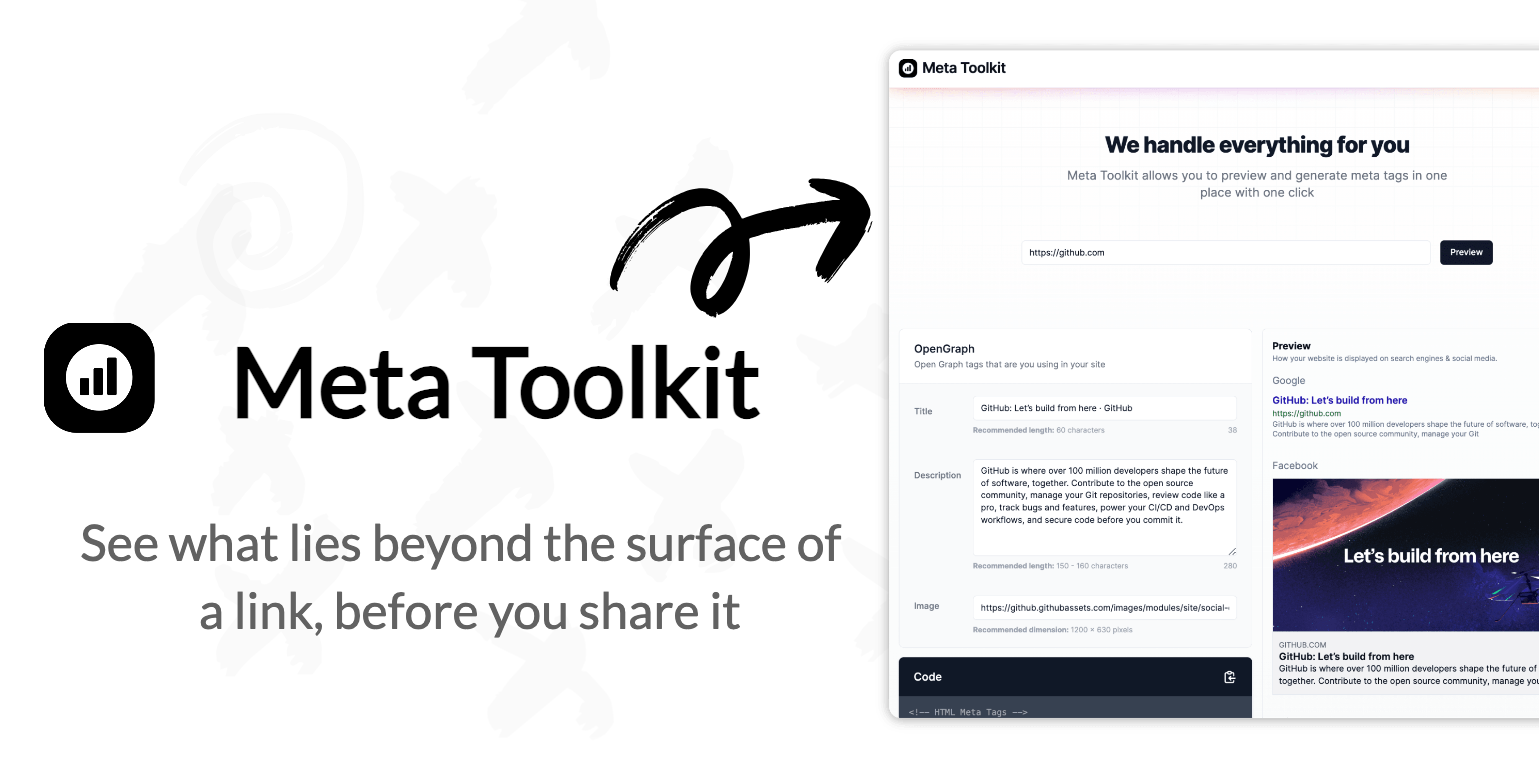 Meta Toolkit
See what lies beyond the surface of
a link, before you share it
Meta Toolkit
We handle everything for you
Meta Toolkit allows you to preview and generate meta tags in one
place with one click
https://github.com
Preview
OpenGraph
Open Graph tags that are you using in your site
Title
GitHub: Let's build from here · GitHub
Recommended length: 60 characters
38
Description
GitHub is where over 100 million developers shape the future
of software, together. Contribute to the open source
community, manage your Git repositories, review code like a
pro, track bugs and features, power your CI/CD and DevOps
workflows, and secure code before you commit it.
Recommended length: 150 - 160 characters
280
Image
https://github.githubassets.com/images/modules/site/social-
Recommended dimension: 1200 × 630 pixels
Code
<!-- HTML Meta Tags -->
Preview
How your website is displayed on search engines & social media.
Google
GitHub: Let's build from here
https://github.com
GitHub is where over 100 million developers shape the future of software,
Contribute to the open source community, manage your Git
Facebook
Let's build from here
GITHUB.COM
GitHub: Let's build from here
GitHub is where over 100 million developers shape the future of
together. Contribute to the open source community, manage